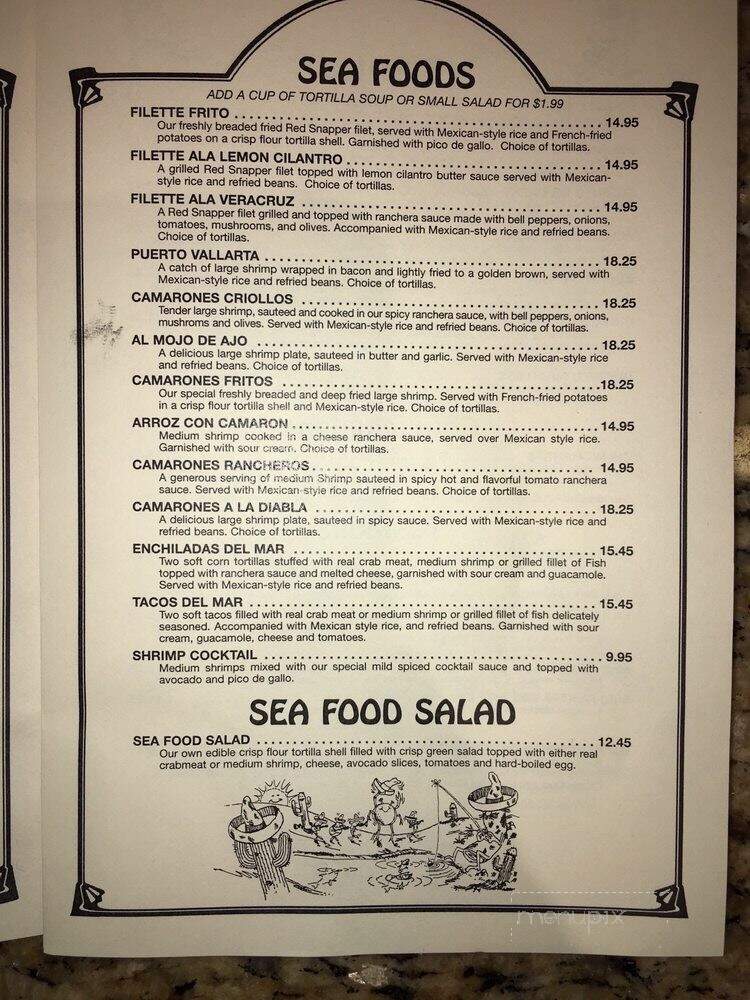 SEA FOODS
ADD A CUP OF TORTILLA SOUP OR SMALL SALAD FOR $1.99
FILETTE FRITO 14.95
Our freshly breaded fried Red Snapper filet, served with Mexican-style rice and French-fried
potatoes on a crisp flour tortilla shell. Garnished with pico de gallo. Choice of tortillas.
FILETTE ALA LEMON CILANTRO 14.95
A grilled Red Snapper filet topped with lemon cilantro butter sauce served with Mexican-
style rice and refried beans. Choice of tortillas.
FILETTE ALA VERACRUZ 14.95
A Red Snapper filet grilled and topped with ranchera sauce made with bell peppers, onions,
tomatoes, mushrooms, and olives. Accompanied with Mexican-style rice and refried beans.
Choice of tortillas.
PUERTO VALLARTA 18.25
A catch of large shrimp wrapped in bacon and lightly fried to a golden brown, served with
Mexican-style rice and refried beans. Choice of tortillas.
CAMARONES CRIOLLOS 18.25
Tender large shrimp, sauteed and cooked in our spicy ranchera sauce, with bell peppers, onions,
mushroms and olives. Served with Mexican-style rice and refried beans. Choice of tortillas.
AL MOJO DE AJO 18.25
A delicious large shrimp plate, sauteed in butter and garlic. Served with Mexican-style rice
and refried beans. Choice of tortillas.
CAMARONES FRITOS 18.25
Our special freshly breaded and deep fried large shrimp. Served with French-fried potatoes
in a crisp flour tortilla shell and Mexican-style rice. Choice of tortillas.
ARROZ CON CAMARON 14.95
Medium shrimp cooked in a cheese ranchera sauce, served over Mexican style rice.
Garnished with sour cream. Choice of tortillas.
CAMARONES RANCHEROS 14.95
A generous serving of medium Shrimp sauteed in spicy hot and flavorful tomato ranchera
sauce. Served with Mexican-style rice and refried beans. Choice of tortillas.
CAMARONES A LA DIABLA 18.25
A delicious large shrimp plate, sauteed in spicy sauce. Served with Mexican-style rice and
refried beans. Choice of tortillas.
ENCHILADAS DEL MAR 15.45
Two soft corn tortillas stuffed with real crab meat, medium shrimp or grilled fillet of Fish
topped with ranchera sauce and melted cheese, garnished with sour cream and guacamole.
Served with Mexican-style rice and refried beans.
TACOS DEL MAR 15.45
Two soft tacos filled with real crab meat or medium shrimp or grilled fillet of fish delicately
seasoned. Accompanied with Mexican style rice, and refried beans. Garnished with sour
cream, guacamole, cheese and tomatoes.
SHRIMP COCKTAIL 9.95
Medium shrimps mixed with our special mild spiced cocktail sauce and topped with
avocado and pico de gallo.
SEA FOOD SALAD
SEA FOOD SALAD 12.45
Our own edible crisp flour tortilla shell filled with crisp green salad topped with either real
crabmeat or medium shrimp, cheese, avocado slices, tomatoes and hard-boiled egg.
menupix